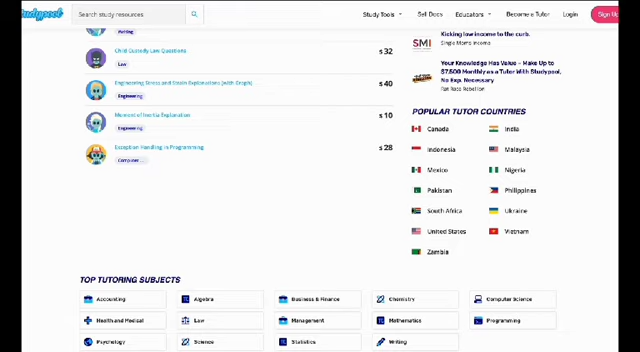 Studypool
Search study resources
Study Tools
Sell Docs
Educators
Become a Tutor
Login
Sign U
Writing
Child Custody Law Questions
$ 32
Law
Engineering Stress and Strain Explanations (with Graph)
$ 40
Engineering
Moment of Inertia Explanation
$ 10
Engineering
Exception Handling in Programming
$ 28
Computer ...
Kicking low income to the curb.
SMI
Single Moms Income
Your Knowledge Has Value – Make Up to
$7,500 Monthly as a Tutor With Studypool,
No Exp. Necessary
Rat Race Rebellion
POPULAR TUTOR COUNTRIES
Canada
India
Indonesia
Malaysia
Mexico
Nigeria
Pakistan
Philippines
South Africa
Ukraine
United States
Vietnam
Zambia
TOP TUTORING SUBJECTS
Accounting
Algebra
Business & Finance
Chemistry
Computer Science
Health and Medical
Law
Management
Mathematics
Programming
Psychology
Science
Statistics
Writing